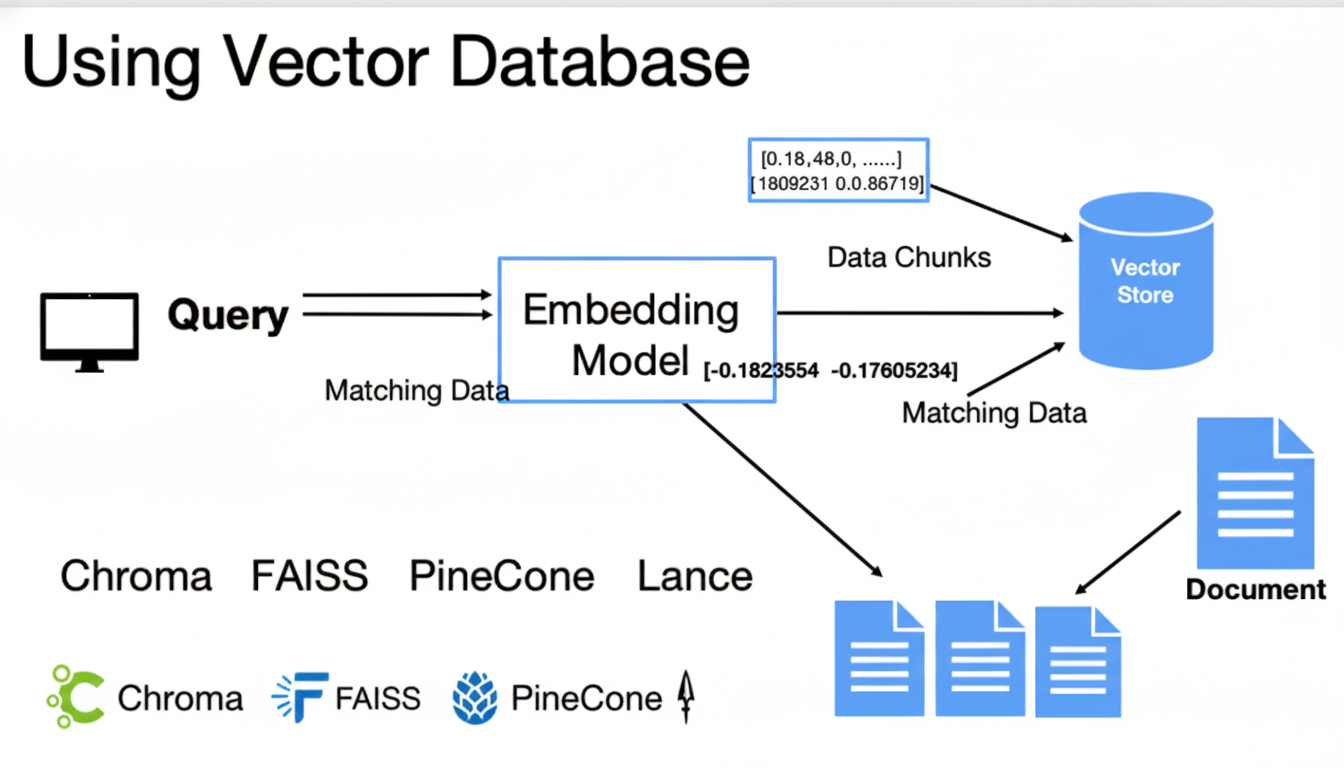 Using Vector Database
[0.18,48,0, ......]
[1809231 0.0.86719]
Data Chunks
Vector
Store
Query
Embedding
Model
[-0.1823554 -0.17605234]
Matching Data
Matching Data
Document
Chroma FAISS PineCone Lance
Chroma FAISS PineCone